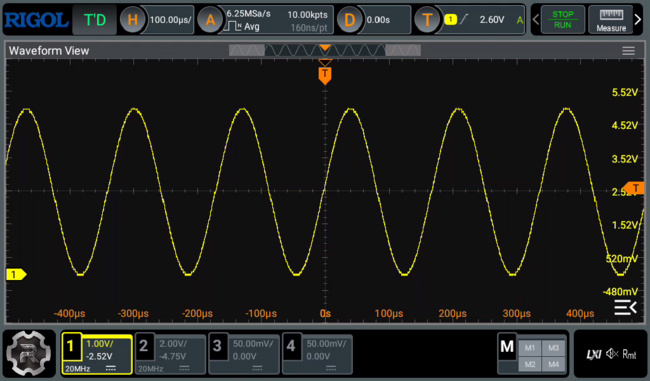 RIGOL T'D H 100.00μs/ A 6.25MSa/s 10.00kpts D 0.00s T 1 2.60V A STOP
Avg 160ns/pt RUN Measure
Waveform View
T
5.52V
4.52V
3.52V
2.52V T
1.52V
520mV
1
-480mV
-400μs -300μs -200μs -100μs 0s 100μs 200μs 300μs 400μs
1 1.00V/ 2 2.00V/ 3 50.00mV/ 4 50.00mV/ M M1 M3
-2.52V -4.75V 0.00V 0.00V M2 M4
20MHz 20MHz
LXI Rmt